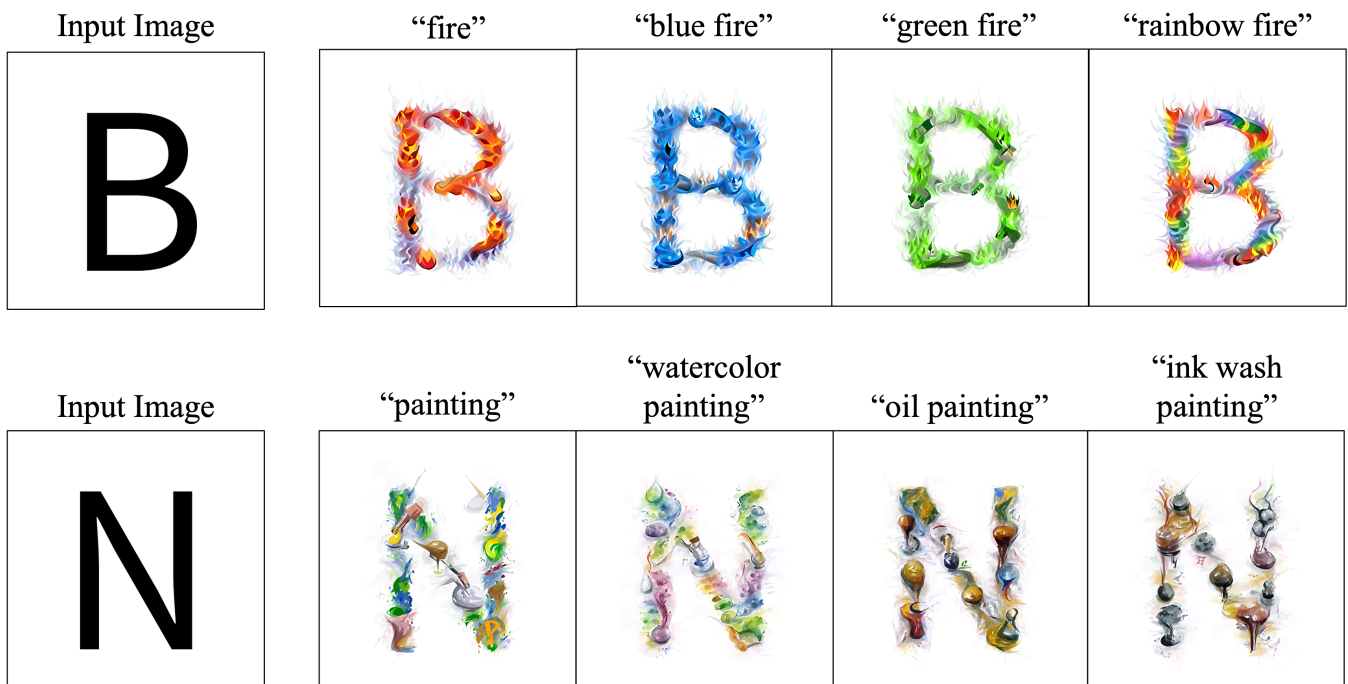 Input Image
“fire”
“blue fire”
“green fire”
“rainbow fire”
B
B
B
B
B
Input Image
“painting”
“watercolor
painting”
“oil painting”
“ink wash
painting”
N
N
N
N
N